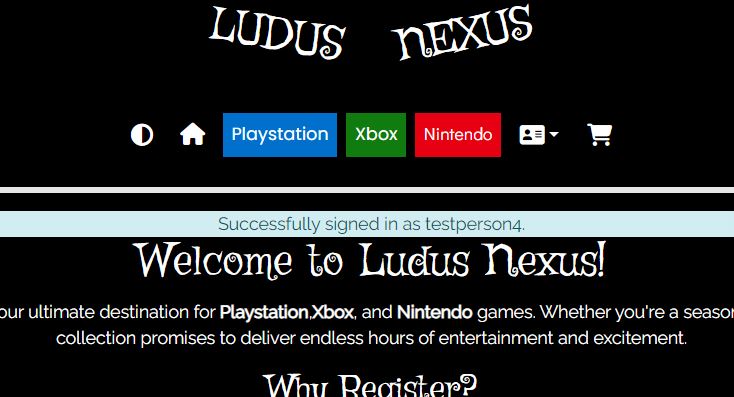 LUDUS NEXUS
Playstation Xbox Nintendo
Successfully signed in as testperson4.
Welcome to Ludus Nexus!
our ultimate destination for Playstation,Xbox, and Nintendo games. Whether you're a season
collection promises to deliver endless hours of entertainment and excitement.
Why Register?